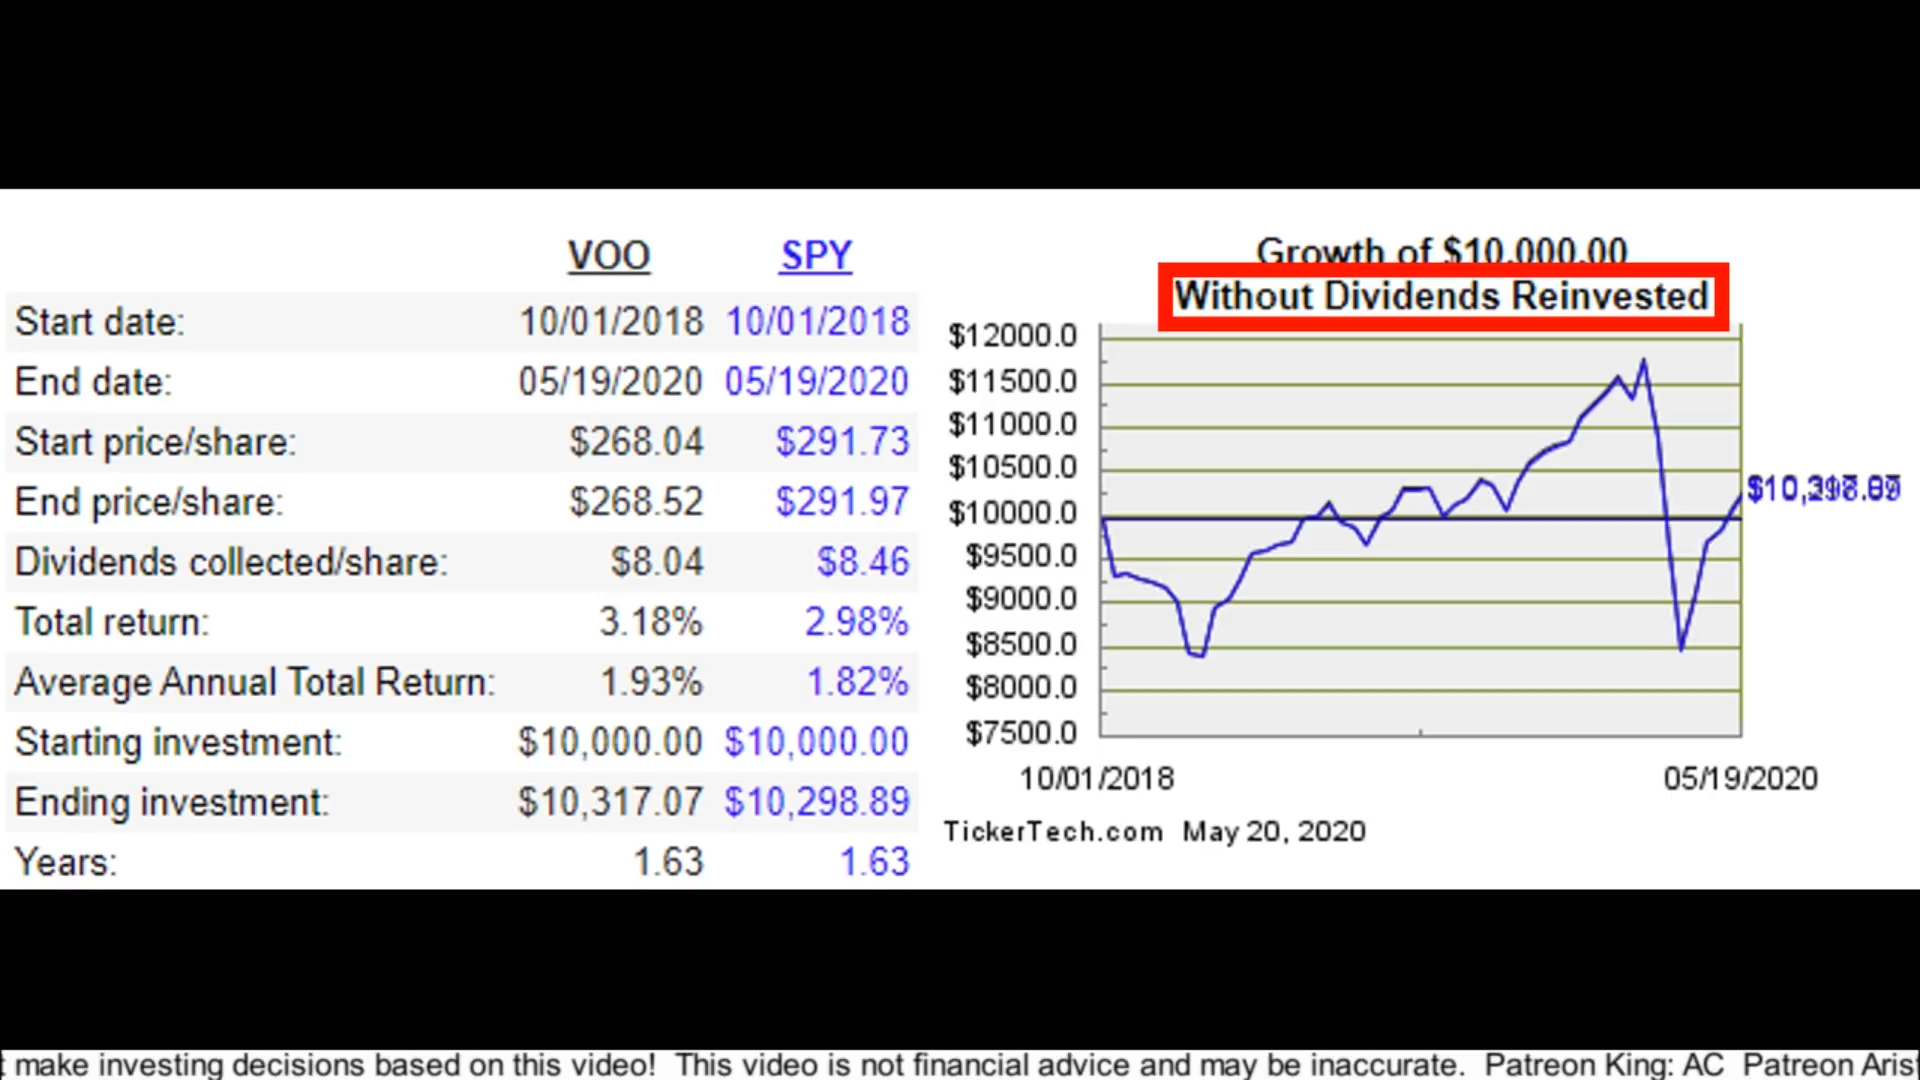 VOO SPY
Start date: 10/01/2018 10/01/2018
End date: 05/19/2020 05/19/2020
Start price/share: $268.04 $291.73
End price/share: $268.52 $291.97
Dividends collected/share: $8.04 $8.46
Total return: 3.18% 2.98%
Average Annual Total Return: 1.93% 1.82%
Starting investment: $10,000.00 $10,000.00
Ending investment: $10,317.07 $10,298.89
Years: 1.63 1.63
Growth of $10,000.00
Without Dividends Reinvested
$12000.0
$11500.0
$11000.0
$10500.0
$10000.0
$9500.0
$9000.0
$8500.0
$8000.0
$7500.0
10/01/2018 05/19/2020
TickerTech.com May 20, 2020
make investing decisions based on this video! This video is not financial advice and may be inaccurate. Patreon King: AC Patreon